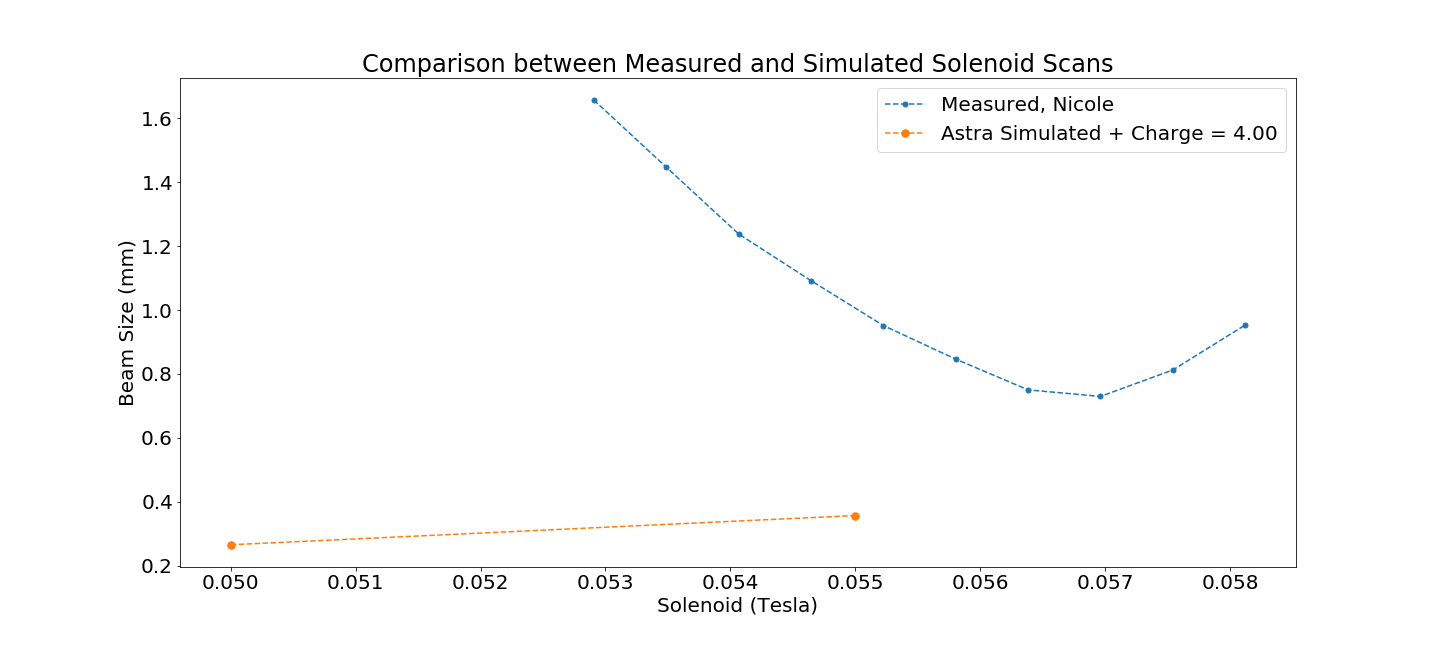 Comparison between Measured and Simulated Solenoid Scans
Measured, Nicole
Astra Simulated + Charge = 4.00
Beam Size (mm)
1.6
1.4
1.2
1.0
0.8
0.6
0.4
0.2
0.050 0.051 0.052 0.053 0.054 0.055 0.056 0.057 0.058
Solenoid (Tesla)